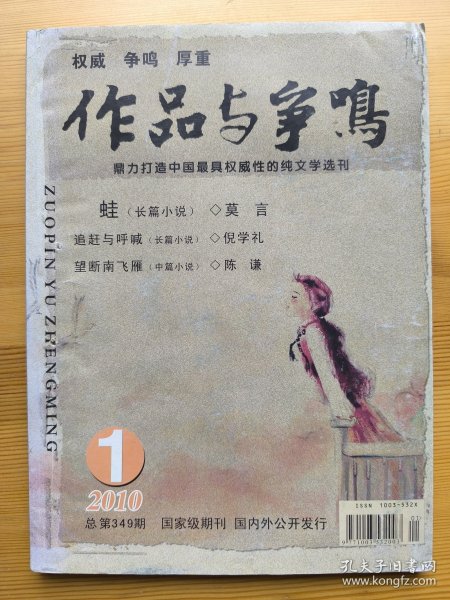 权威 争鸣 厚重
作品与争鸣
鼎力打造中国最具权威性的纯文学选刊
蛙（长篇小说）◇莫 言
追赶与呼喊（长篇小说）◇倪学礼
望断南飞雁（中篇小说）◇陈 谦
ZUOPIN YU ZHENGMING
1
2010
总第349期 国家级期刊 国内外公开发行
ISSN 1003-532X
01
9 771003 532003
孔夫子旧书网
kongfz.com